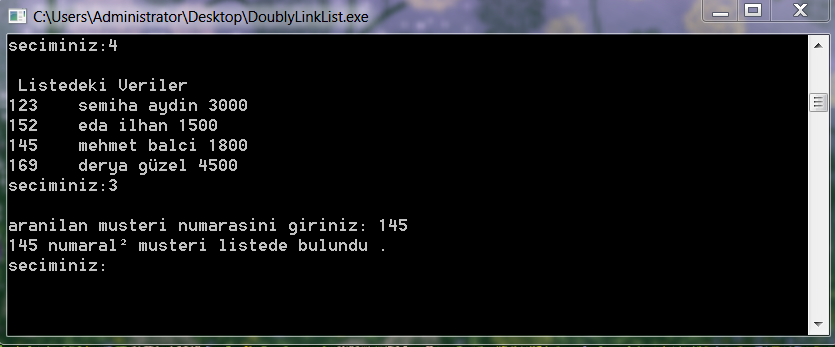 C:\Users\Administrator\Desktop\DoublyLinkList.exe
seciminiz:4
Listedeki Veriler
123    semiha aydin 3000
152    eda ilhan 1500
145    mehmet balci 1800
169    derya güzel 4500
seciminiz:3
aranilan musteri numarasini giriniz: 145
145 numaral² musteri listede bulundu .
seciminiz: